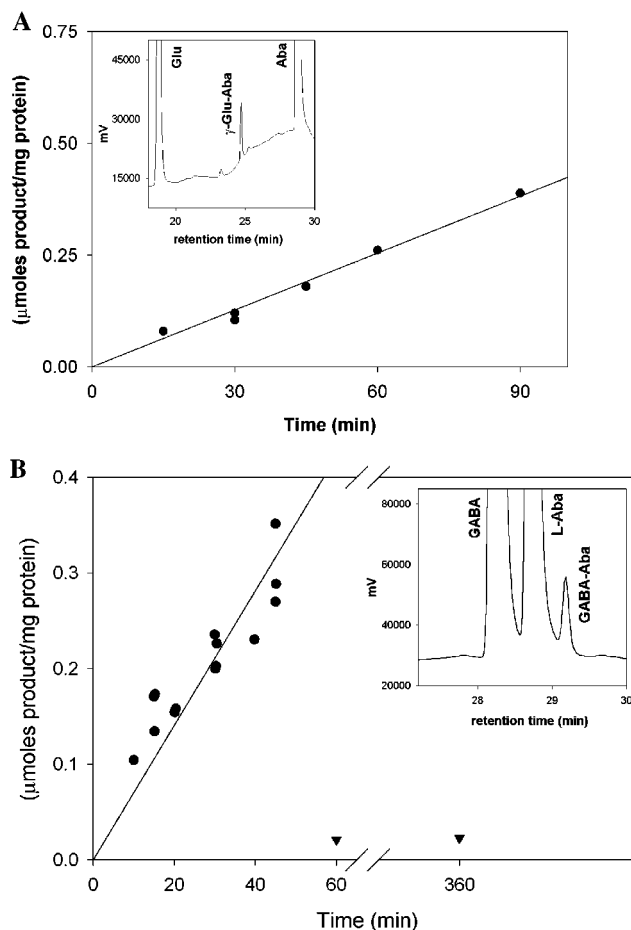 A
0.75
0.50
0.25
0.00
(μmoles product/mg protein)
0
30
60
90
Time (min)
45000
30000
15000
mV
Glu
γ-Glu-Aba
Aba
20
25
30
retention time (min)
B
0.4
0.3
0.2
0.1
0.0
(μmoles product/mg protein)
0
20
40
60
360
Time (min)
80000
60000
40000
20000
mV
GABA
L-Aba
GABA-Aba
28
29
30
retention time (min)